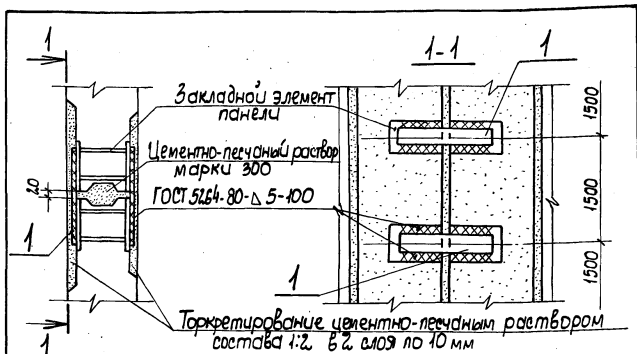 1
1-1
1
Закладной элемент
панели
Цементно-песчаный раствор
марки 300
ГОСТ 5264-80-△ 5-100
20
1
1
1500
1500
1500
1
Торкретирование цементно-песчаным раствором
состава 1:2 в 2 слоя по 10 мм